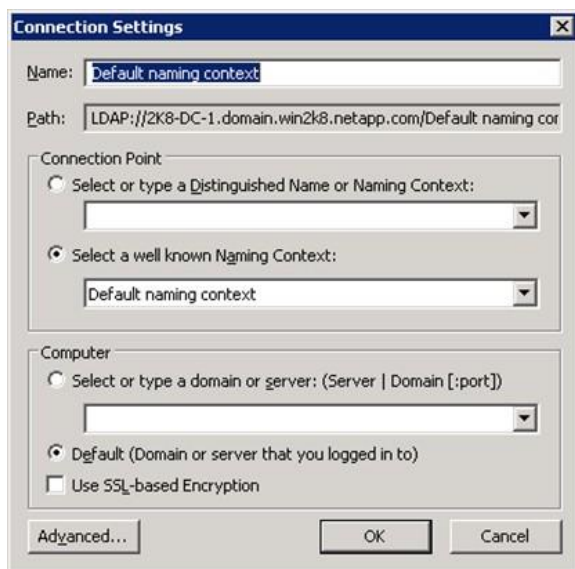 Connection Settings
Name: Default naming context
Path: LDAP://2K8-DC-1.domain.win2k8.netapp.com/Default naming cor
Connection Point
Select or type a Distinguished Name or Naming Context:
Select a well known Naming Context:
Default naming context
Computer
Select or type a domain or server: (Server | Domain [:port])
Default (Domain or server that you logged in to)
Use SSL-based Encryption
Advanced...
OK
Cancel